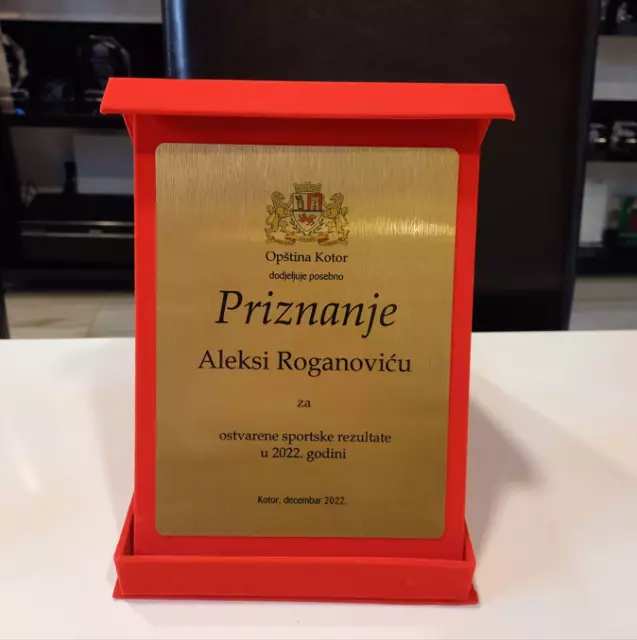 Opština Kotor
dodjeljuje posebno
Priznanje
Aleksi Roganoviću
za
ostvarene sportske rezultate
u 2022. godini
Kotor, decembar 2022.